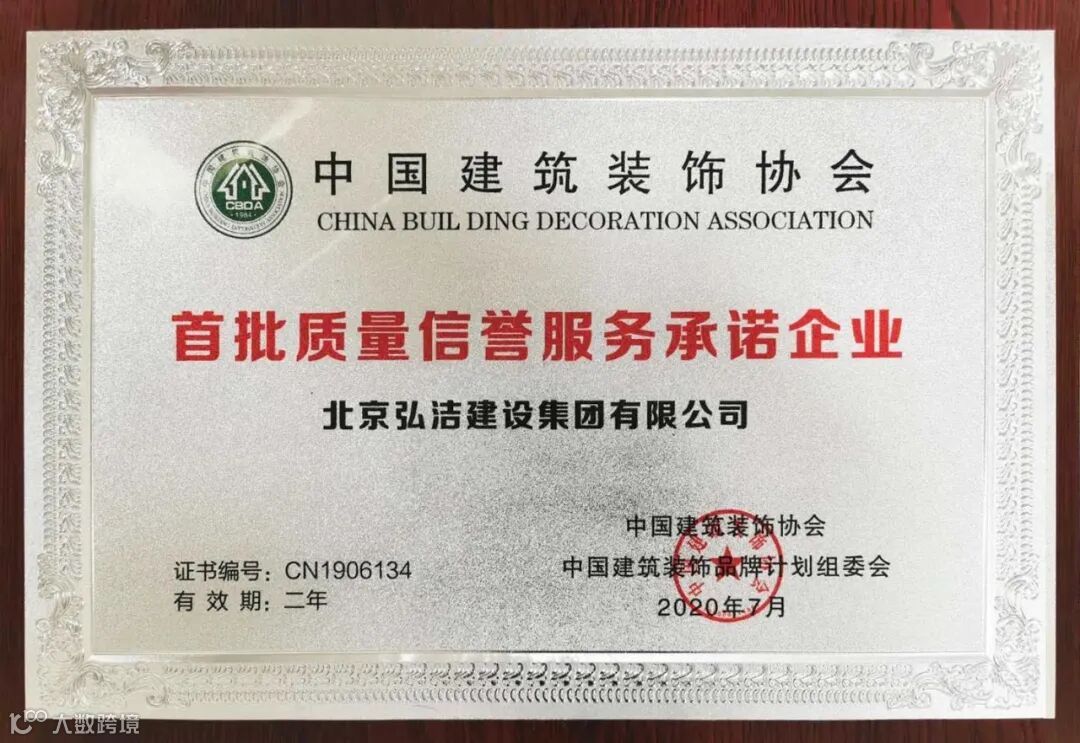 中国建筑装饰协会
CHINA BUIL DING DECORATION ASSOCIATION
CBDA
1984
首批质量信誉服务承诺企业
北京弘洁建设集团有限公司
中国建筑装饰协会
中国建筑装饰品牌计划组委会
2020年7月
证书编号：CN1906134
有效期：二年
大数跨境